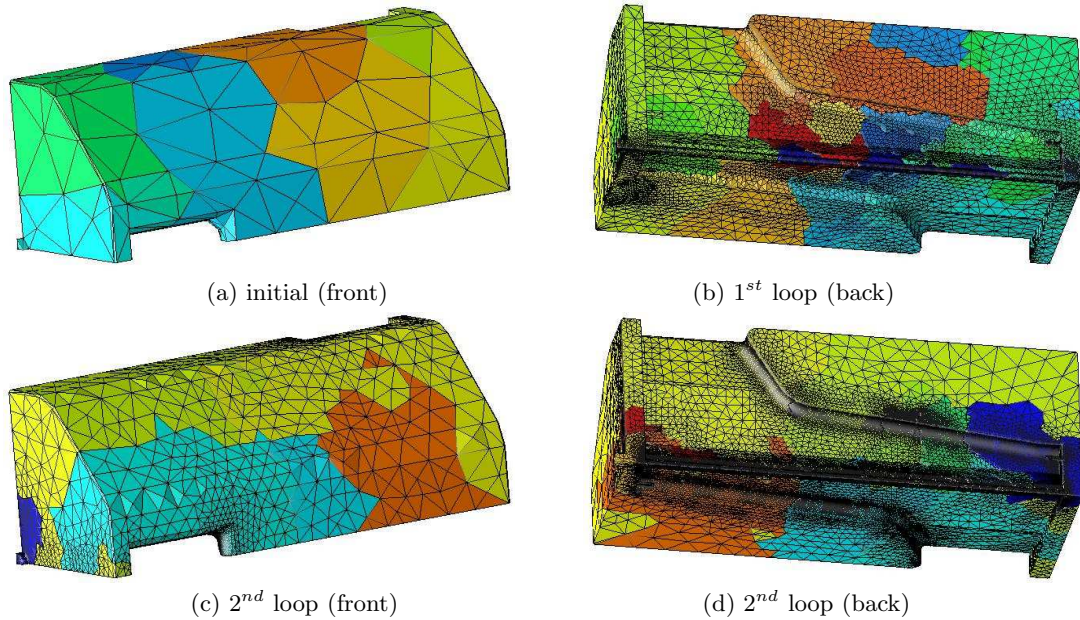 (a) initial (front)
(b) 1st loop (back)
(c) 2nd loop (front)
(d) 2nd loop (back)